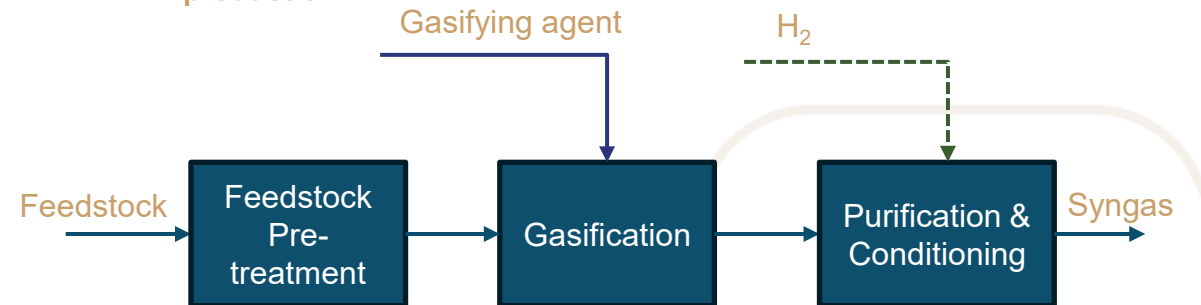 Gasifying agent
H₂
Feedstock
Feedstock
Pre-
treatment
Gasification
Purification &
Conditioning
Syngas